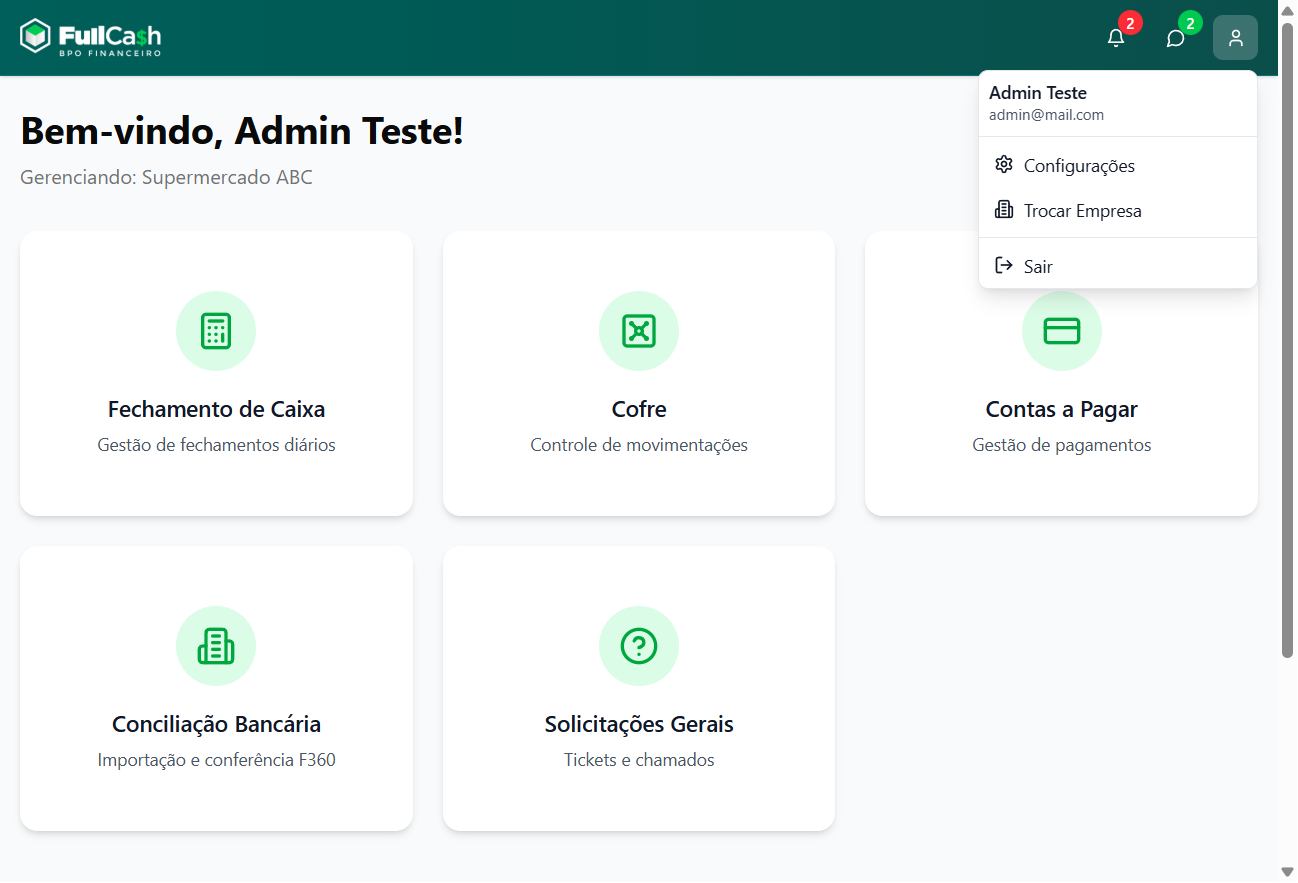 FullCa$h
BPO FINANCEIRO
2
2
Admin Teste
admin@mail.com
Configurações
Trocar Empresa
Sair
Bem-vindo, Admin Teste!
Gerenciando: Supermercado ABC
Fechamento de Caixa
Gestão de fechamentos diários
Cofre
Controle de movimentações
Contas a Pagar
Gestão de pagamentos
Conciliação Bancária
Importação e conferência F360
Solicitações Gerais
Tickets e chamados